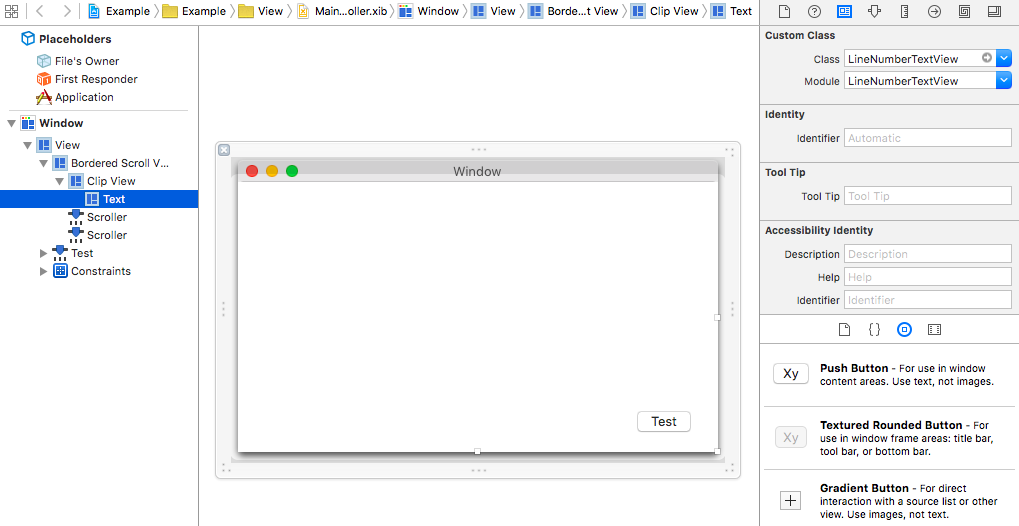 Example
Example
View
Main...oller.xib
Window
View
Borde...t View
Clip View
Text
Placeholders
File's Owner
First Responder
Application
Window
View
Bordered Scroll V...
Clip View
Text
Scroller
Scroller
Test
Constraints
Window
Test
Custom Class
Class LineNumberTextView
Module LineNumberTextView
Identity
Identifier Automatic
Tool Tip
Tool Tip Tool Tip
Accessibility Identity
Description Description
Help Help
Identifier Identifier
{}
Xy
Push Button - For use in window
content areas. Use text, not images.
Xy
Textured Rounded Button - For
use in window frame areas: title bar,
tool bar, or bottom bar.
Gradient Button - For direct
interaction with a source list or other
view. Use images, not text.